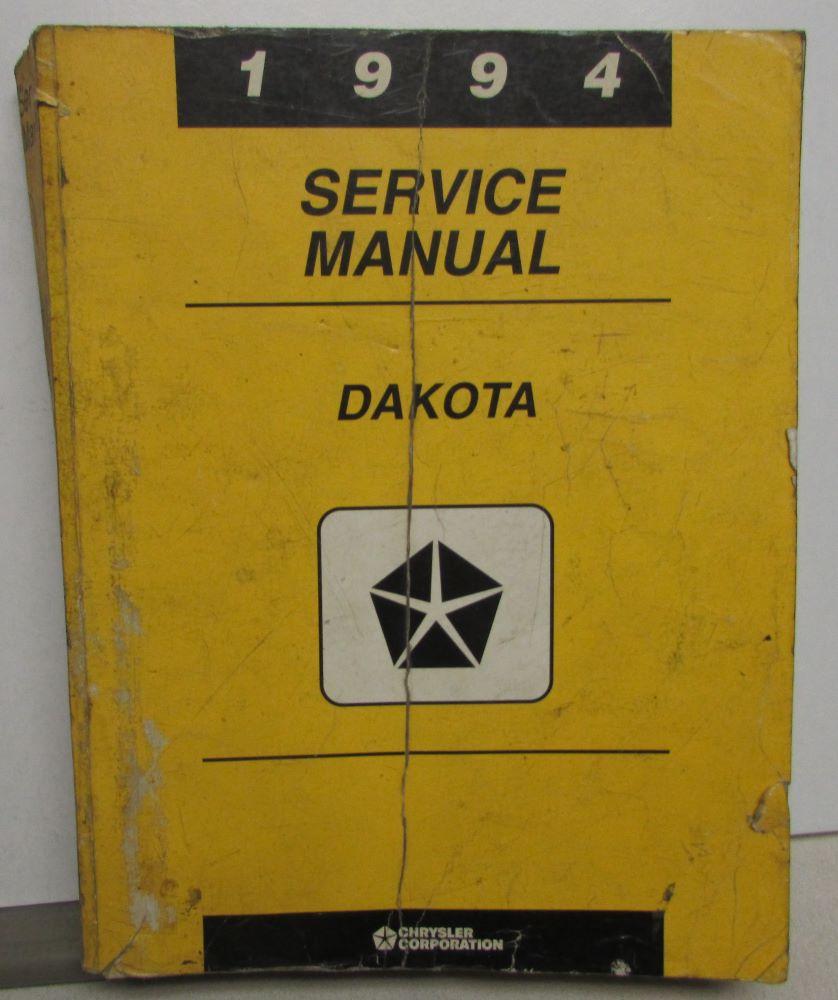 1 9 9 4
SERVICE
MANUAL
DAKOTA
CHRYSLER
CORPORATION